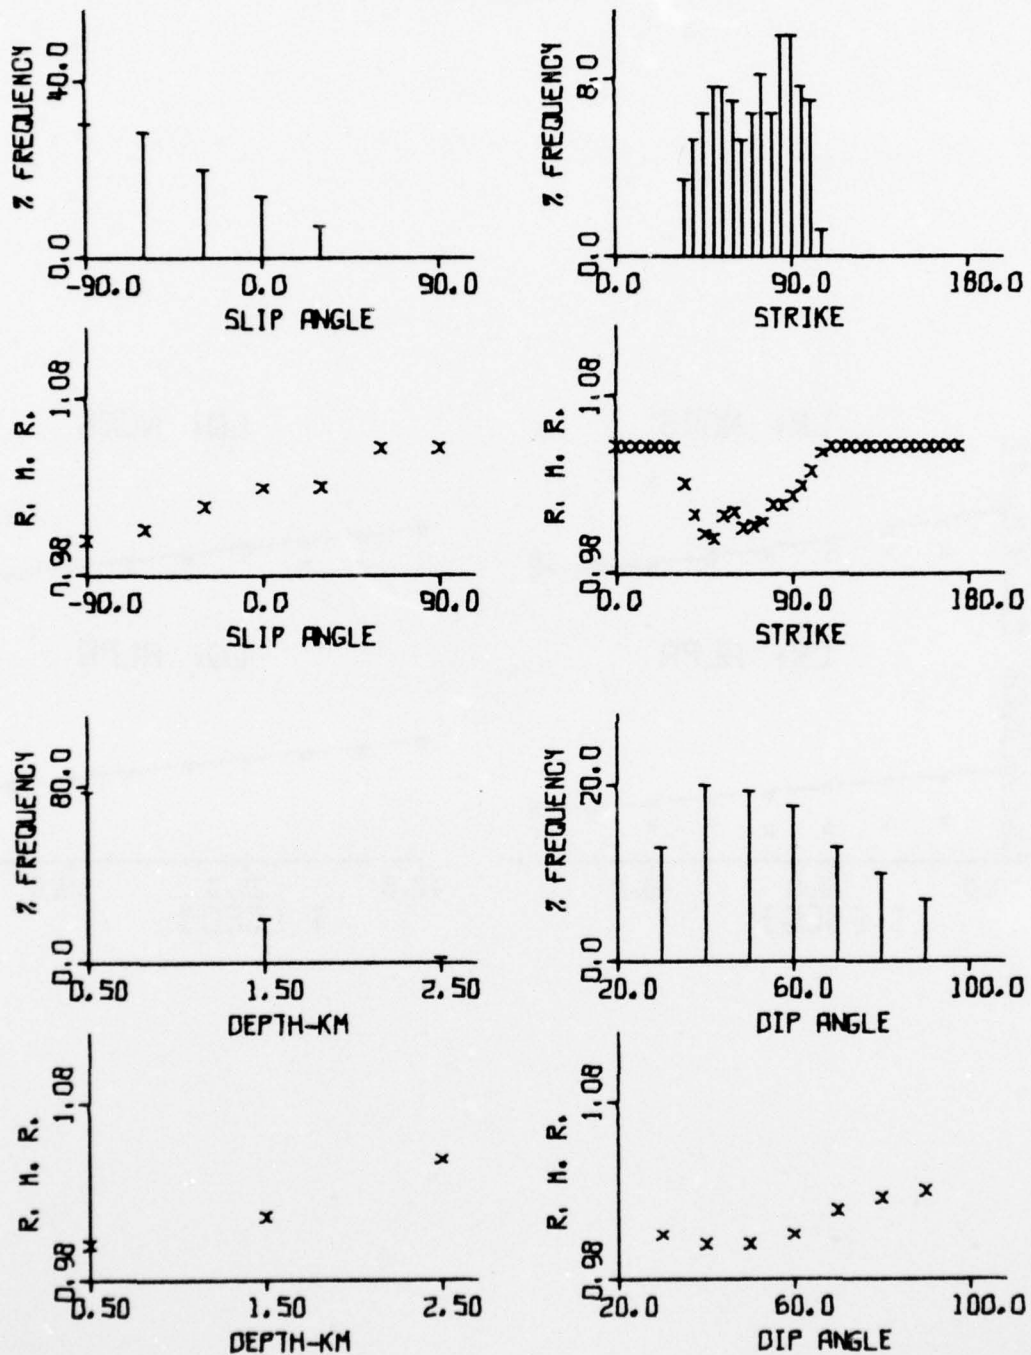 % FREQUENCY
40.0
0.0
-90.0 0.0 90.0
SLIP ANGLE
% FREQUENCY
8.0
0.0
0.0 90.0 180.0
STRIKE
R. M. R.
1.08
0.98
-90.0 0.0 90.0
SLIP ANGLE
R. M. R.
1.08
0.98
0.0 90.0 180.0
STRIKE
% FREQUENCY
80.0
0.0
0.50 1.50 2.50
DEPTH-KM
% FREQUENCY
20.0
0.0
20.0 60.0 100.0
DIP ANGLE
R. M. R.
1.08
0.98
0.50 1.50 2.50
DEPTH-KM
R. M. R.
1.08
0.98
20.0 60.0 100.0
DIP ANGLE